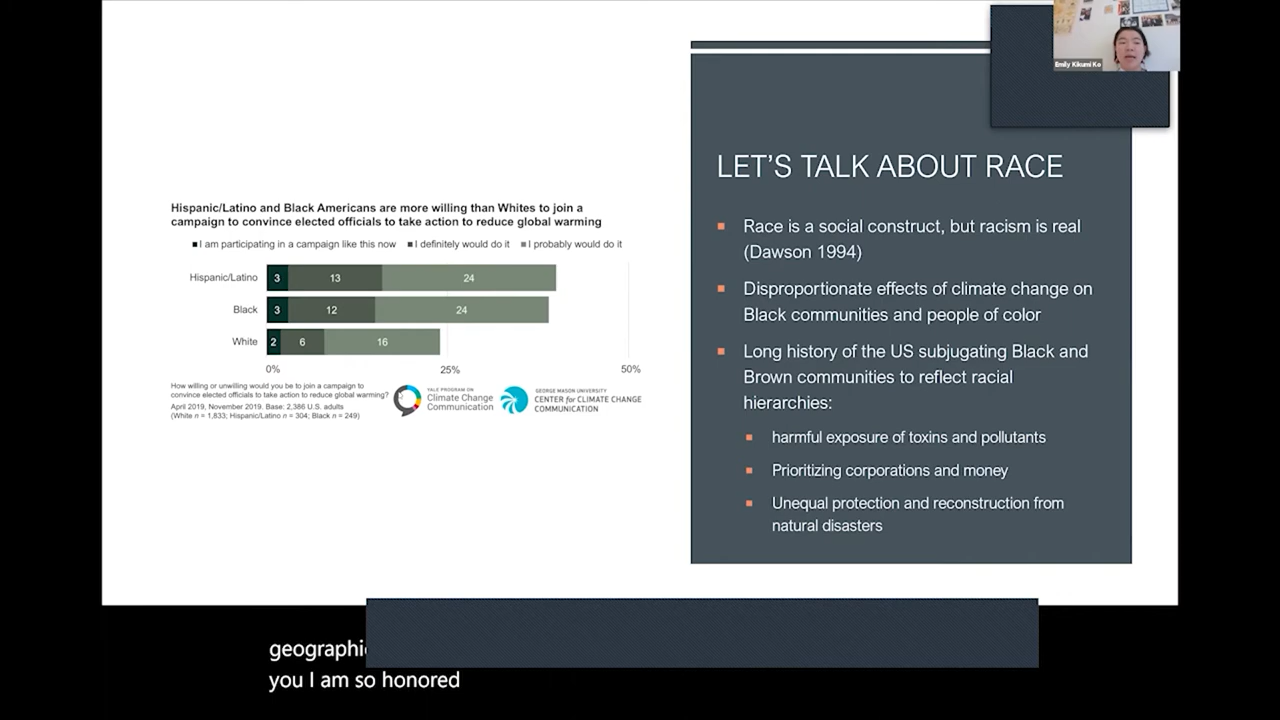 Emily Kikumi Ko
LET'S TALK ABOUT RACE
Hispanic/Latino and Black Americans are more willing than Whites to join a
campaign to convince elected officials to take action to reduce global warming
I am participating in a campaign like this now I definitely would do it I probably would do it
Hispanic/Latino 3 13 24
Black 3 12 24
White 2 6 16
0% 25% 50%
How willing or unwilling would you be to join a campaign to
convince elected officials to take action to reduce global warming?
April 2019, November 2019. Base: 2,386 U.S. adults
(White n = 1,833; Hispanic/Latino n = 304; Black n = 249)
YALE PROGRAM ON
Climate Change
Communication
GEORGE MASON UNIVERSITY
CENTER for CLIMATE CHANGE
COMMUNICATION
Race is a social construct, but racism is real
(Dawson 1994)
Disproportionate effects of climate change on
Black communities and people of color
Long history of the US subjugating Black and
Brown communities to reflect racial
hierarchies:
harmful exposure of toxins and pollutants
Prioritizing corporations and money
Unequal protection and reconstruction from
natural disasters
you I am so honored